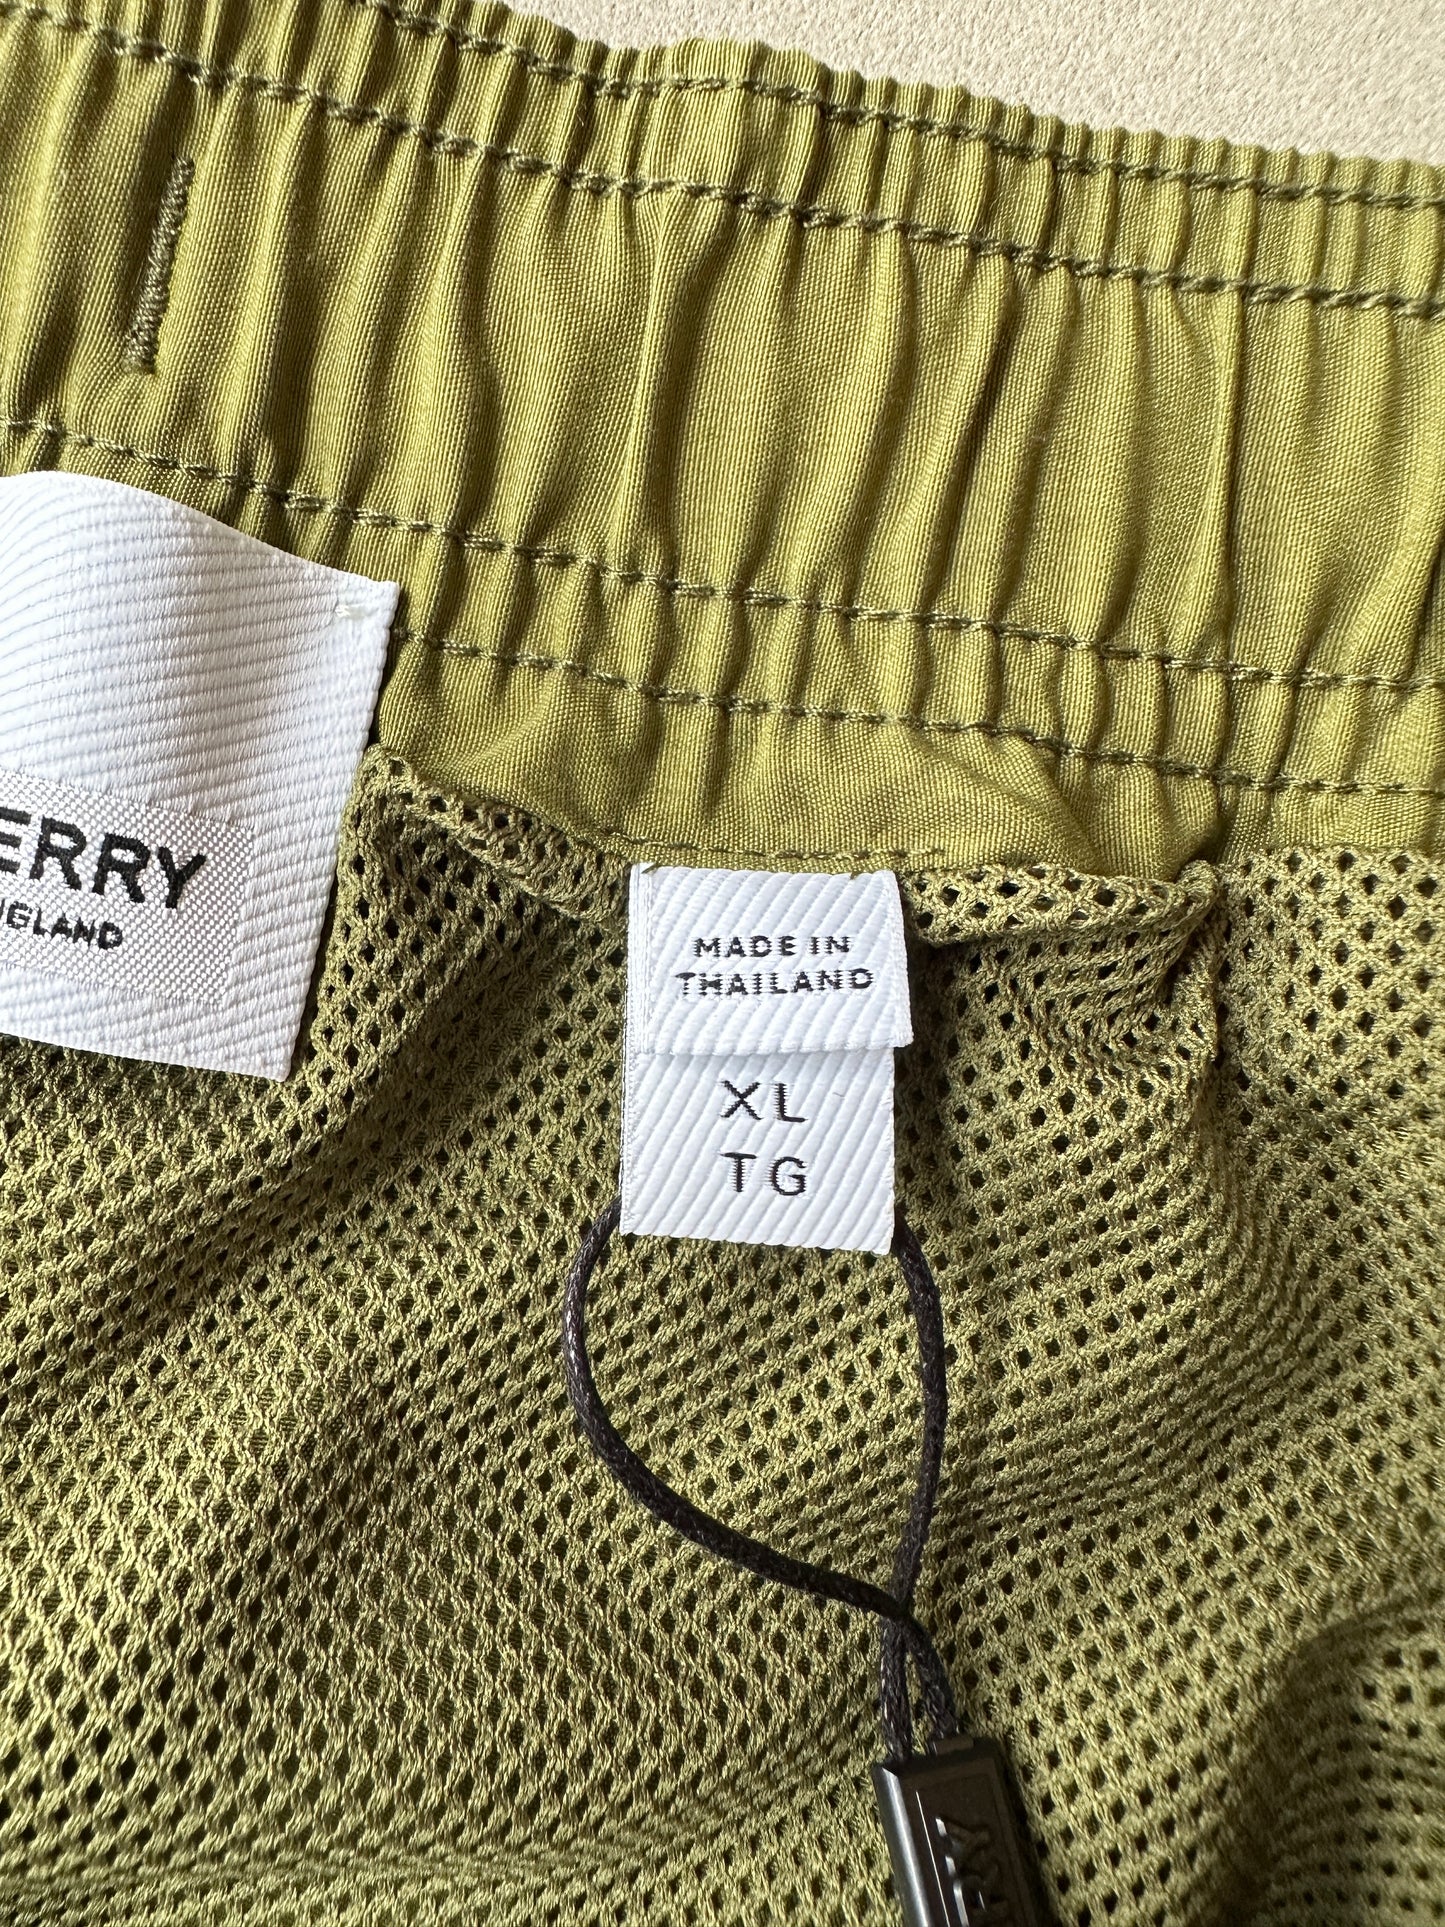 ERRY
NGLAND
MADE IN
THAILAND
XL
TG